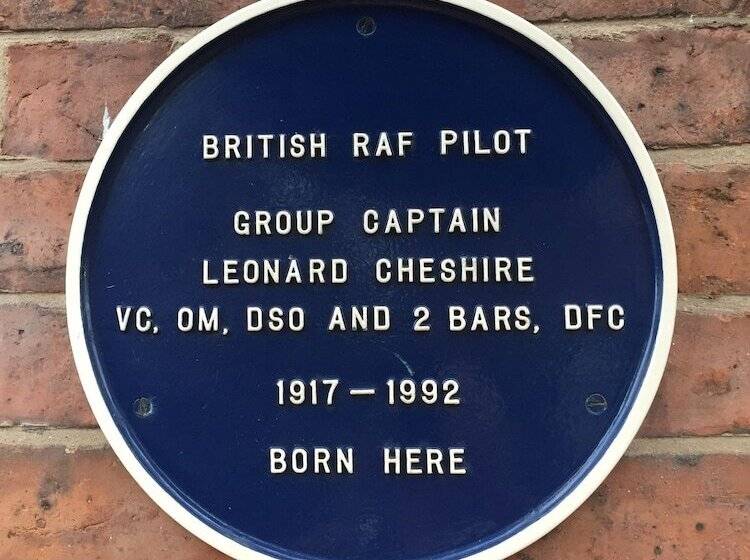 BRITISH RAF PILOT
GROUP CAPTAIN
LEONARD CHESHIRE
VC, OM, DSO AND 2 BARS, DFC
1917 — 1992
BORN HERE